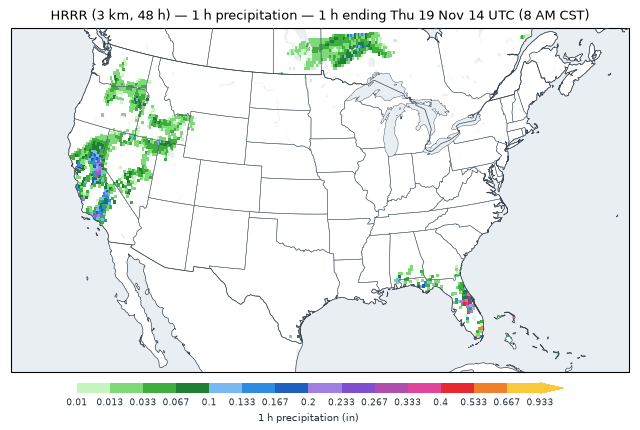 HRRR (3 km, 48 h) — 1 h precipitation — 1 h ending Thu 19 Nov 14 UTC (8 AM CST)
0.01 0.013 0.033 0.067 0.1 0.133 0.167 0.2 0.233 0.267 0.333 0.4 0.533 0.667 0.933
1 h precipitation (in)